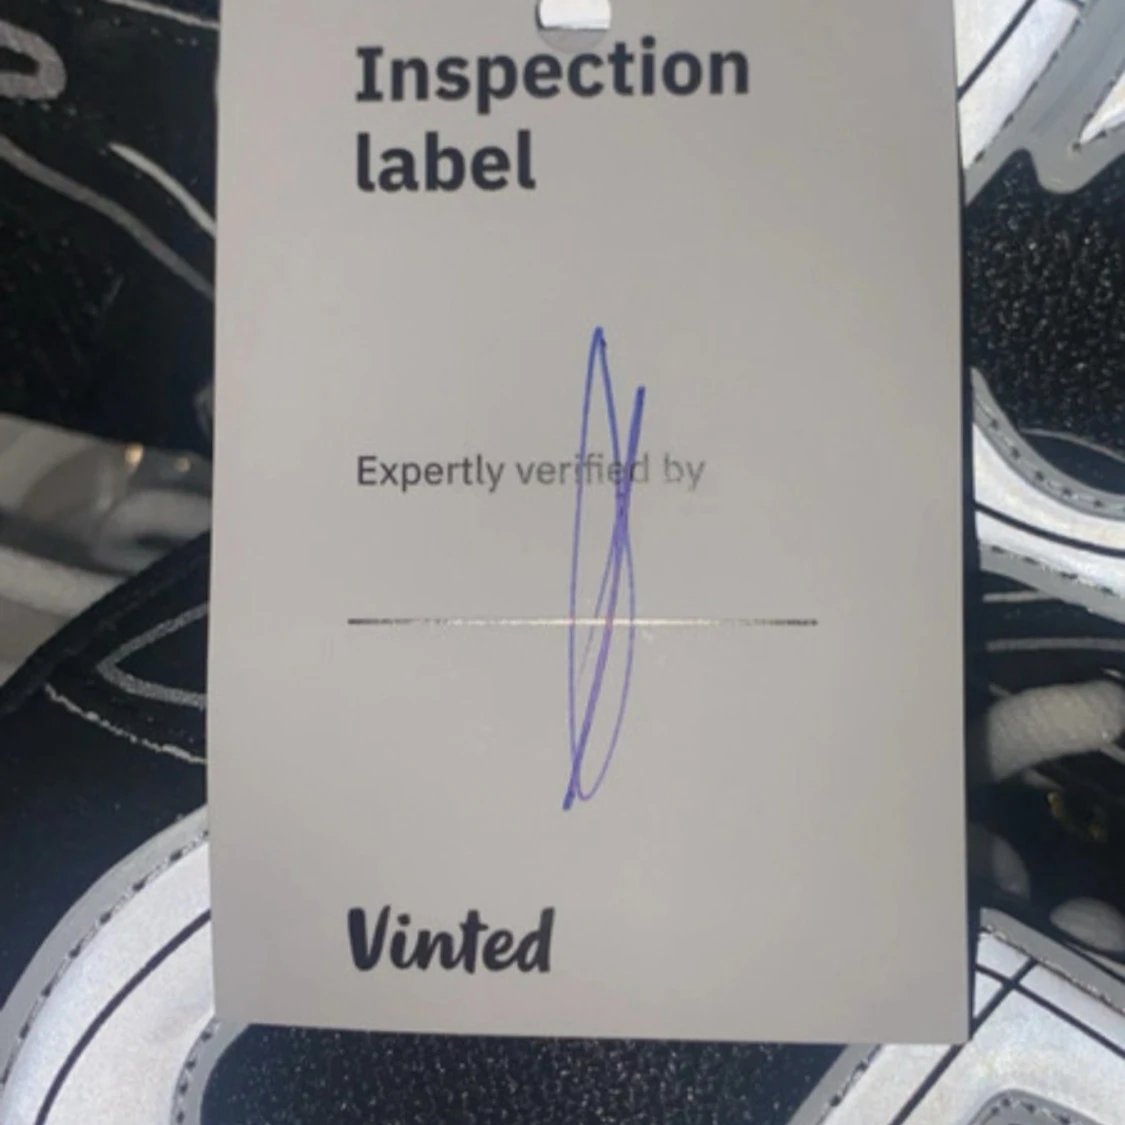 Inspection
label
Expertly verified by
Vinted